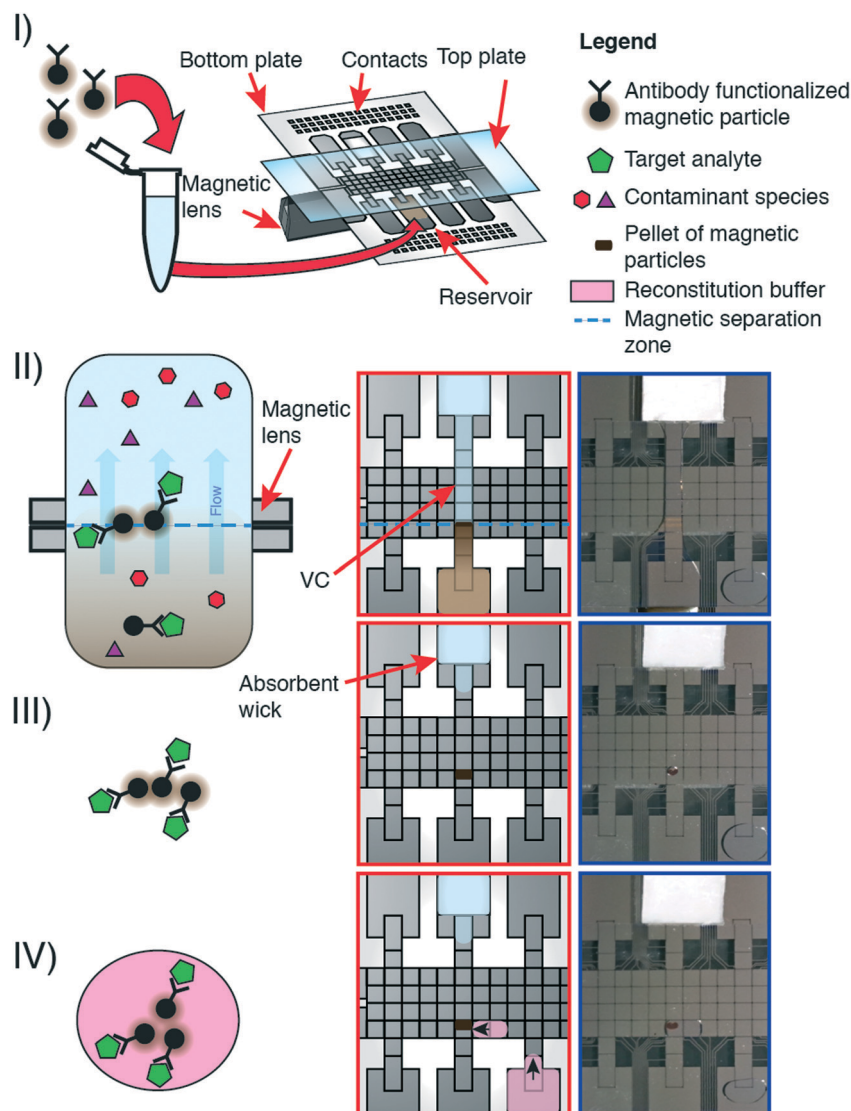 I)
Bottom plate
Contacts
Top plate
Magnetic
lens
Reservoir
Legend
Antibody functionalized
magnetic particle
Target analyte
Contaminant species
Pellet of magnetic
particles
Reconstitution buffer
Magnetic separation
zone
II)
Magnetic
lens
Flow
VC
Absorbent
wick
III)
IV)